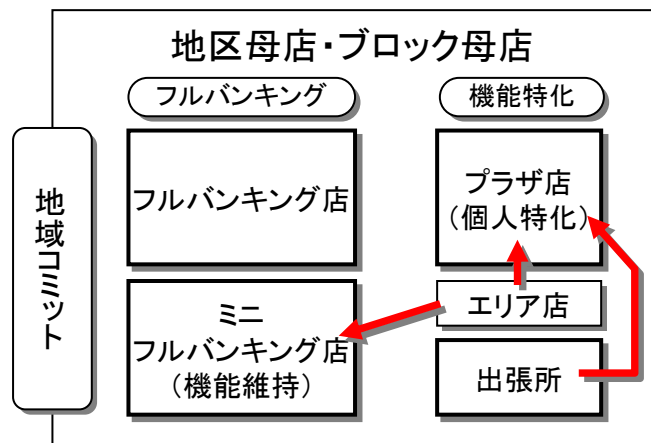 地区母店・ブロック母店
フルバンキング
機能特化
地域コミット
フルバンキング店
プラザ店
（個人特化）
ミニ
フルバンキング店
（機能維持）
エリア店
出張所